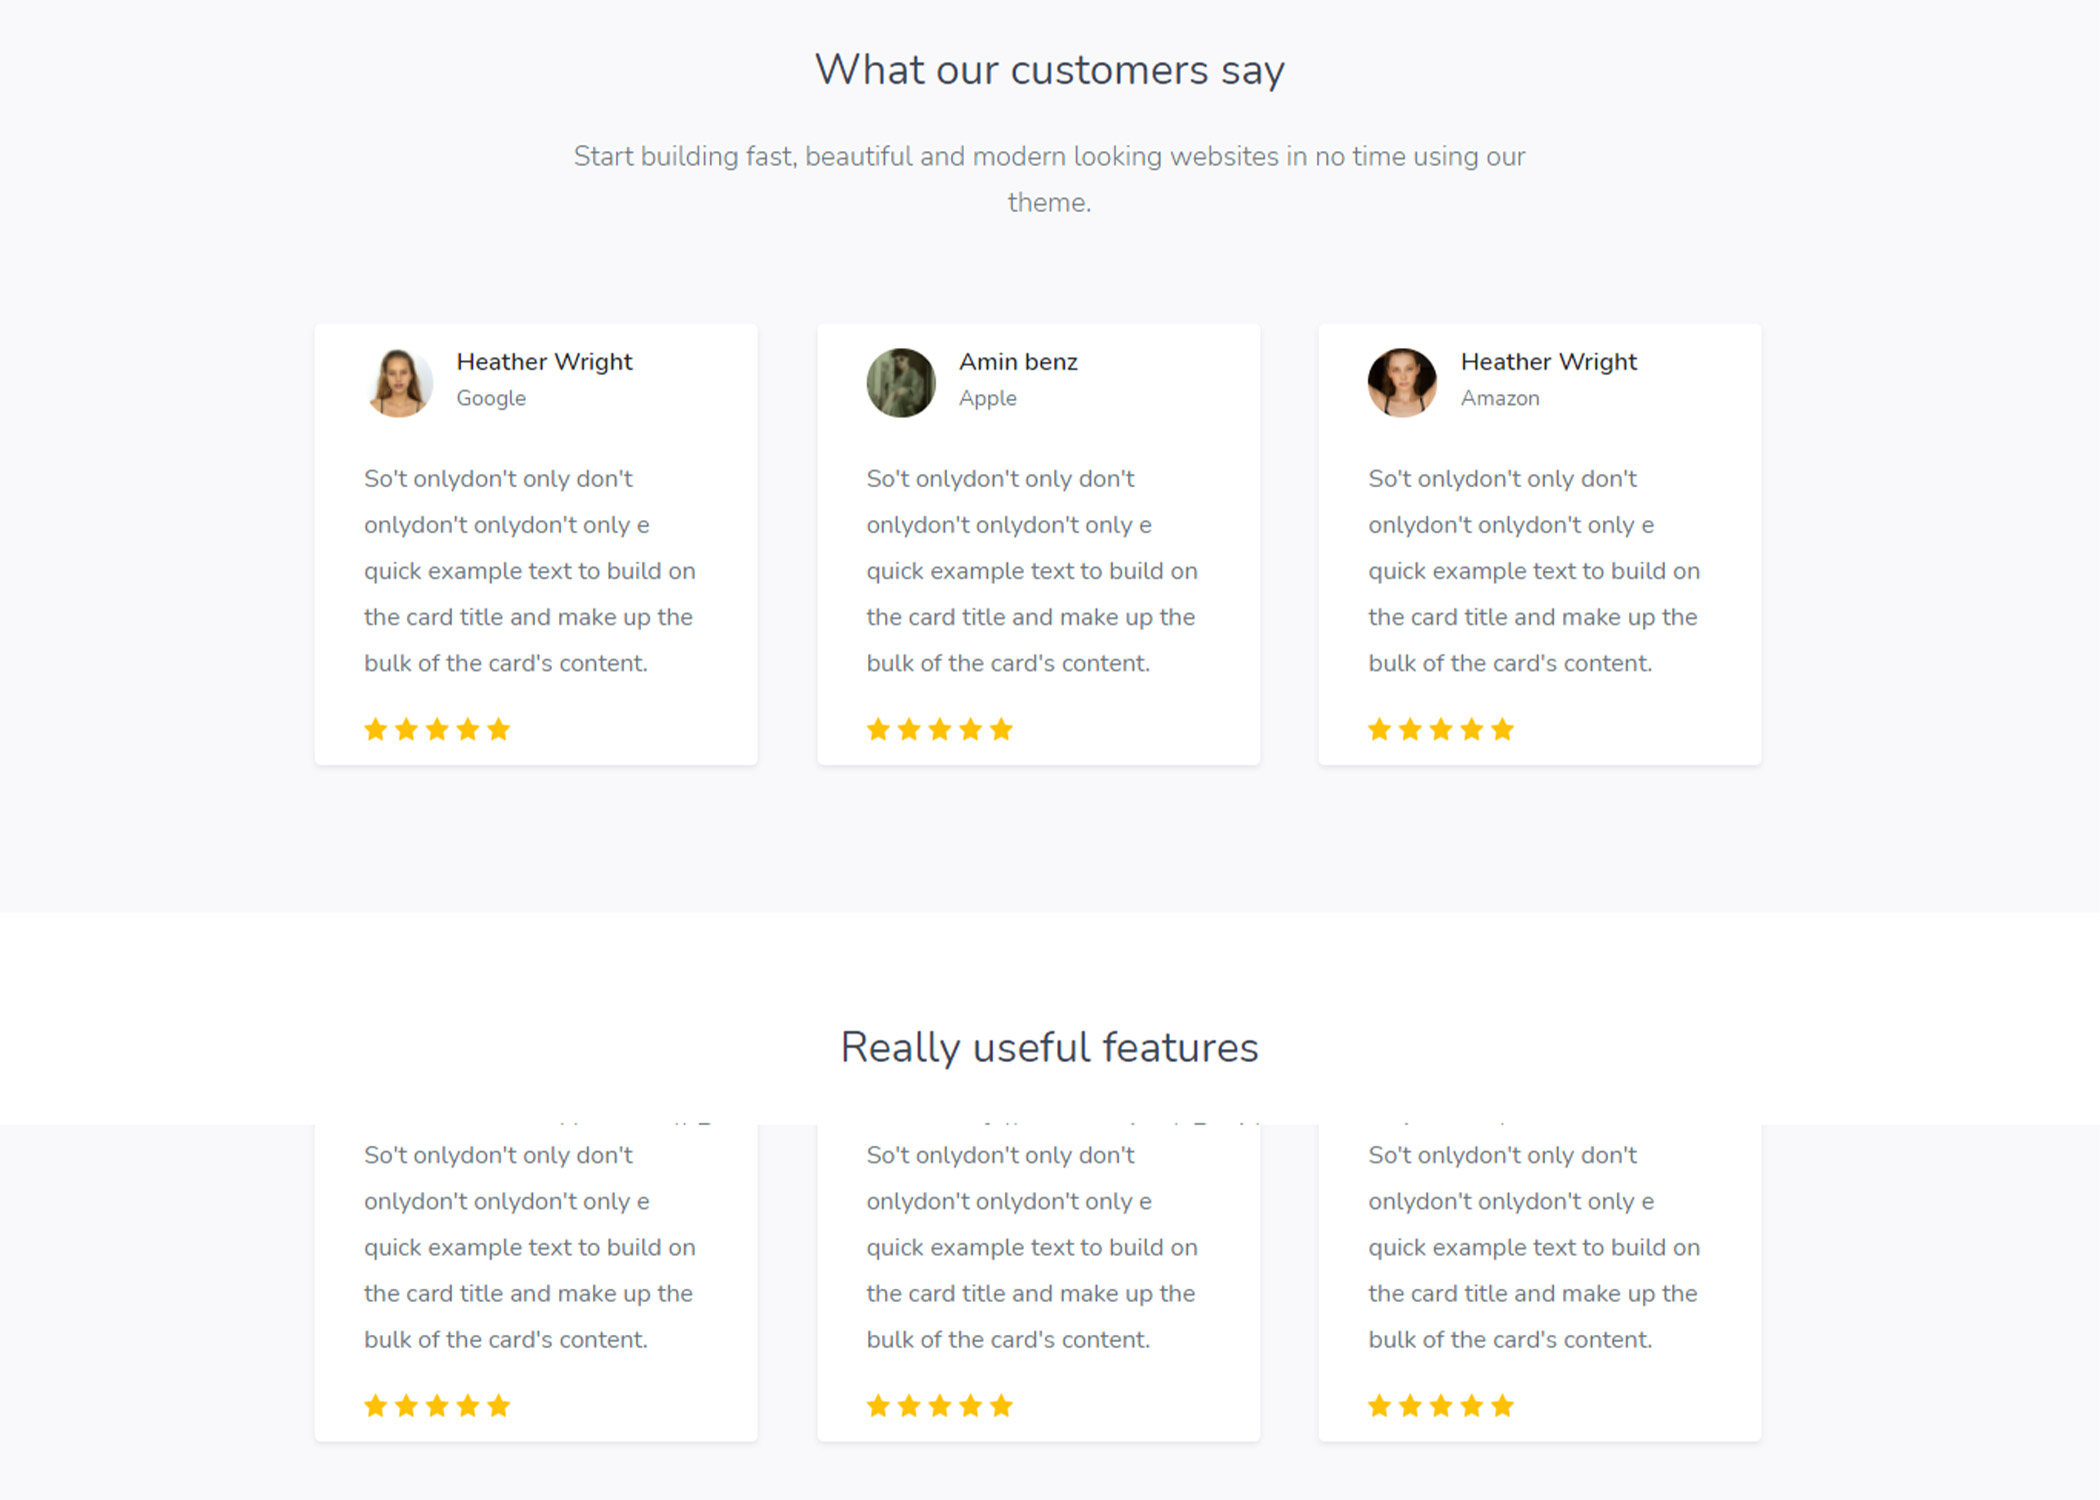 What our customers say
Start building fast, beautiful and modern looking websites in no time using our
theme.
Heather Wright
Google
So't onlydon't only don't
onlydon't onlydon't only e
quick example text to build on
the card title and make up the
bulk of the card's content.
Amin benz
Apple
So't onlydon't only don't
onlydon't onlydon't only e
quick example text to build on
the card title and make up the
bulk of the card's content.
Heather Wright
Amazon
So't onlydon't only don't
onlydon't onlydon't only e
quick example text to build on
the card title and make up the
bulk of the card's content.
Really useful features
So't onlydon't only don't
onlydon't onlydon't only e
quick example text to build on
the card title and make up the
bulk of the card's content.
So't onlydon't only don't
onlydon't onlydon't only e
quick example text to build on
the card title and make up the
bulk of the card's content.
So't onlydon't only don't
onlydon't onlydon't only e
quick example text to build on
the card title and make up the
bulk of the card's content.